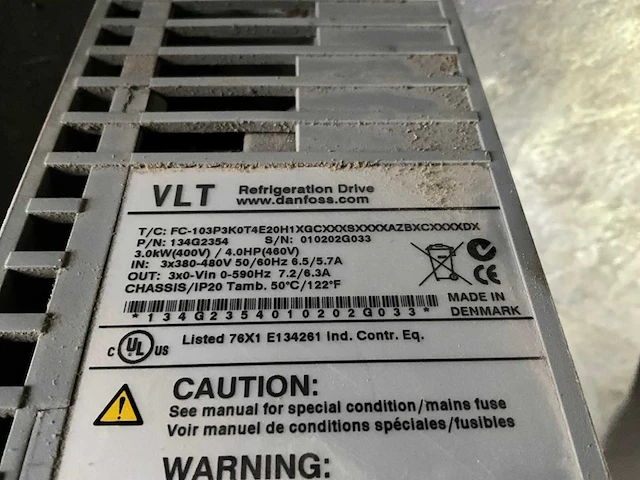 VLT Refrigeration Drive
www.danfoss.com
T/C: FC-103P3K0T4E20H1XGCXXXSXXXXAZBXCXXXXDX
P/N: 134G2354 S/N: 010202G033
3.0kW(400V) / 4.0HP(460V)
IN: 3x380-480V 50/60Hz 6.5/5.7A
OUT: 3x0-Vin 0-590Hz 7.2/6.3A
CHASSIS/IP20 Tamb. 50°C/122°F
*134G2354010202G033*
MADE IN
DENMARK
C UL US Listed 76X1 E134261 Ind. Contr. Eq.
CAUTION:
See manual for special condition/mains fuse
Voir manuel de conditions spéciales/fusibles
WARNING: